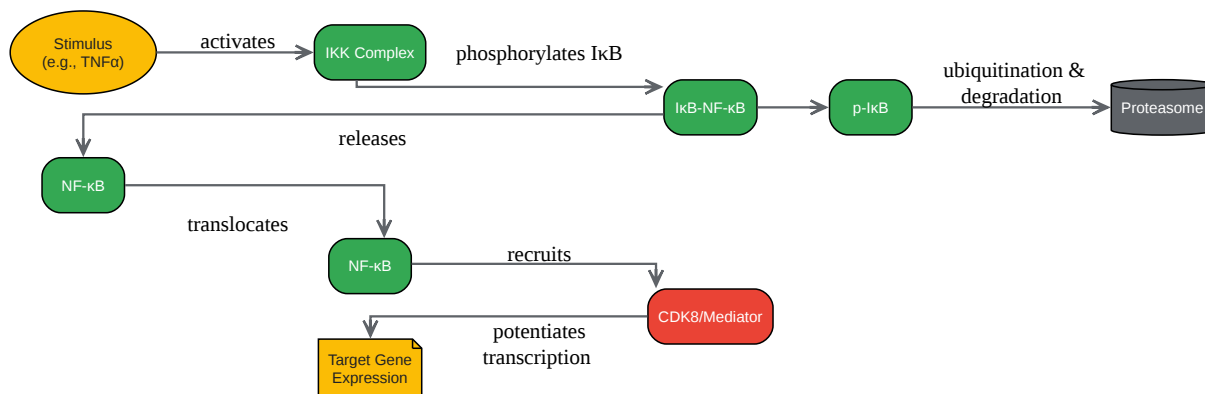 Stimulus
(e.g., TNFα)
activates
IKK Complex
phosphorylates IκB
IκB-NF-κB
p-IκB
ubiquitination &
degradation
Proteasome
releases
NF-κB
translocates
NF-κB
recruits
CDK8/Mediator
potentiates
transcription
Target Gene
Expression